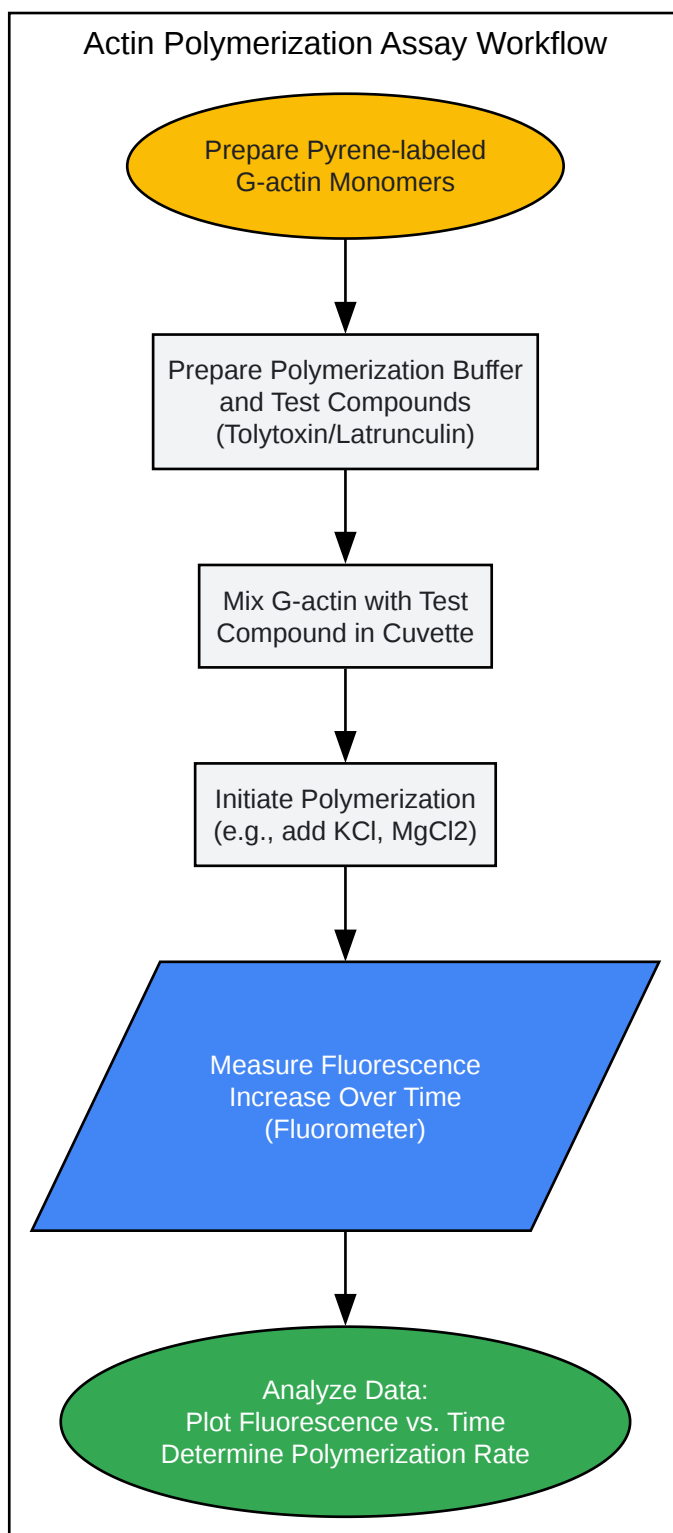 Actin Polymerization Assay Workflow
Prepare Pyrene-labeled
G-actin Monomers
Prepare Polymerization Buffer
and Test Compounds
(Tolytoxin/Latrunculin)
Mix G-actin with Test
Compound in Cuvette
Initiate Polymerization
(e.g., add KCl, MgCl2)
Measure Fluorescence
Increase Over Time
(Fluorometer)
Analyze Data:
Plot Fluorescence vs. Time
Determine Polymerization Rate